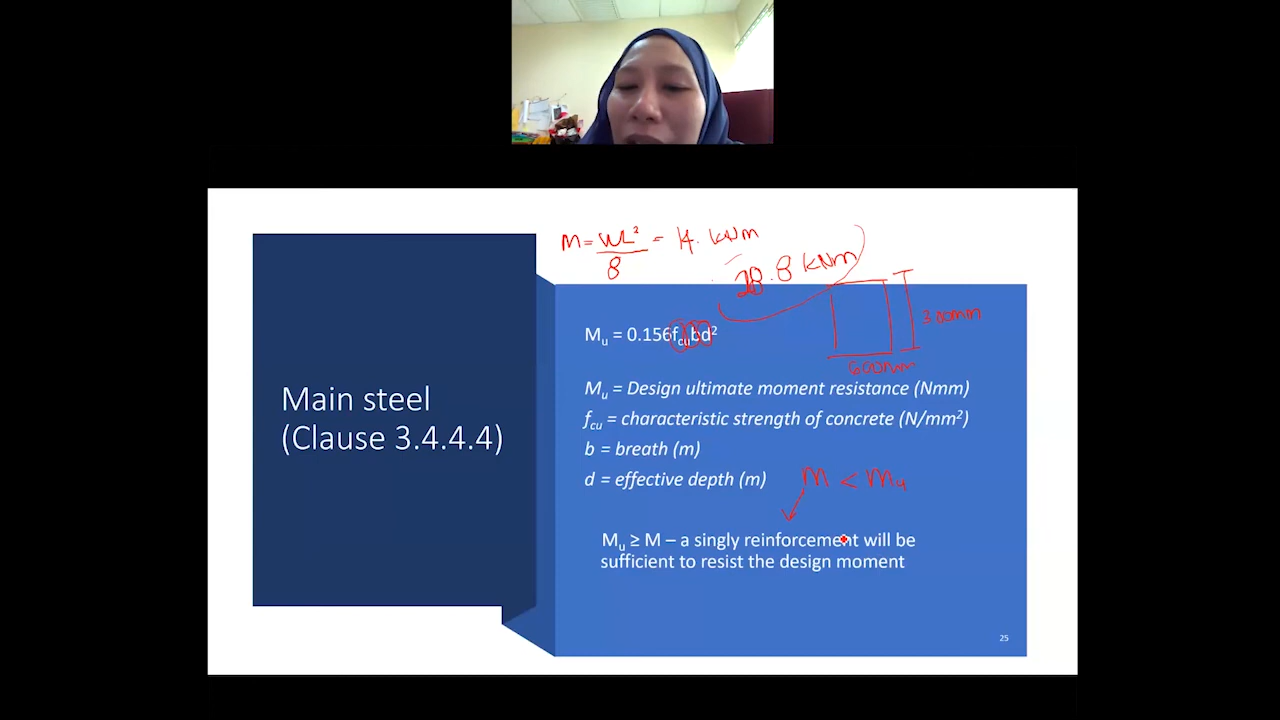 M = WL²/8 = 14. kNm
28.8 kNm
300mm
600mm
Main steel
(Clause 3.4.4.4)
Mu = 0.156fcubd²
Mu = Design ultimate moment resistance (Nmm)
fcu = characteristic strength of concrete (N/mm²)
b = breath (m)
d = effective depth (m)
M < Mu
Mu ≥ M – a singly reinforcement will be
sufficient to resist the design moment
25